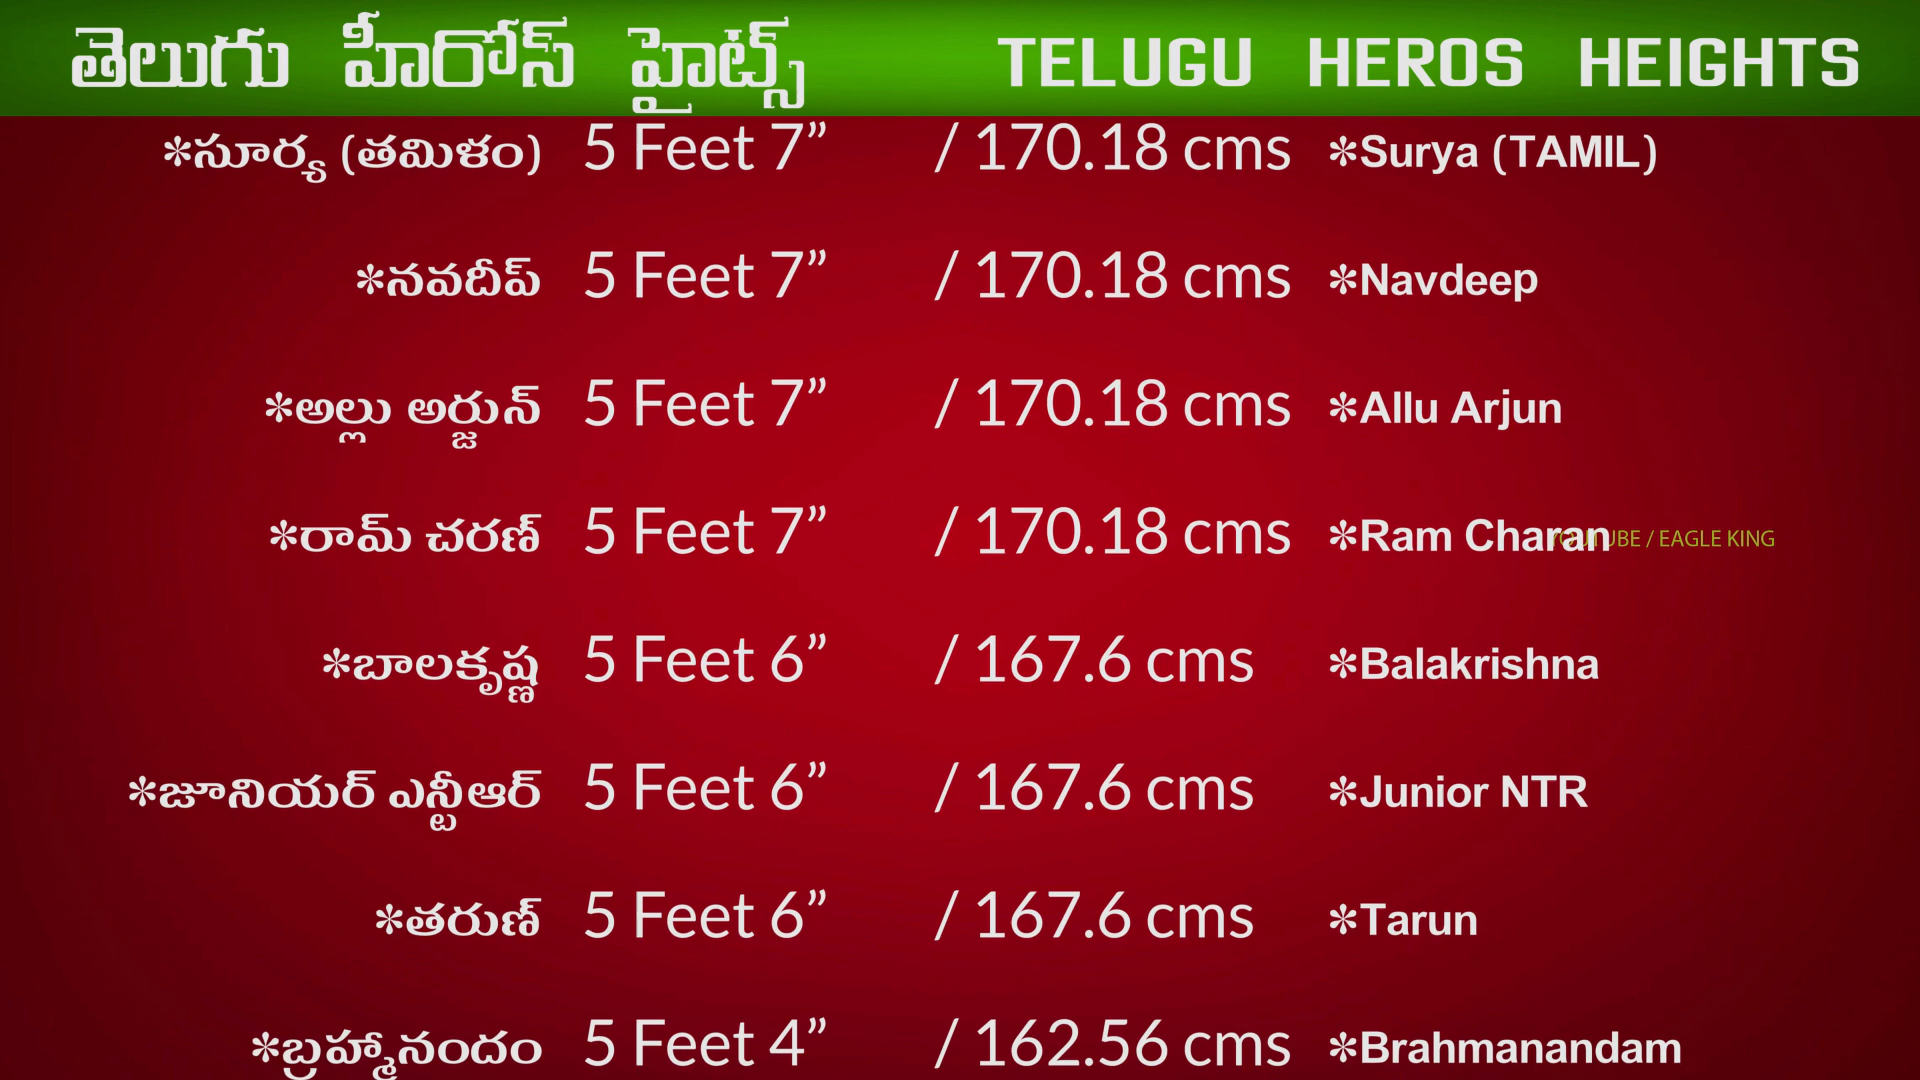 తెలుగు హీరోస్ హైట్స్ TELUGU HEROS HEIGHTS
*సూర్య (తమిళం) 5 Feet 7” / 170.18 cms *Surya (TAMIL)
*నవదీప్ 5 Feet 7” / 170.18 cms *Navdeep
*అల్లు అర్జున్ 5 Feet 7” / 170.18 cms *Allu Arjun
*రామ్ చరణ్ 5 Feet 7” / 170.18 cms *Ram Charan
YOUTUBE / EAGLE KING
*బాలకృష్ణ 5 Feet 6” / 167.6 cms *Balakrishna
*జూనియర్ ఎన్టీఆర్ 5 Feet 6” / 167.6 cms *Junior NTR
*తరుణ్ 5 Feet 6” / 167.6 cms *Tarun
*బ్రహ్మానందం 5 Feet 4” / 162.56 cms *Brahmanandam